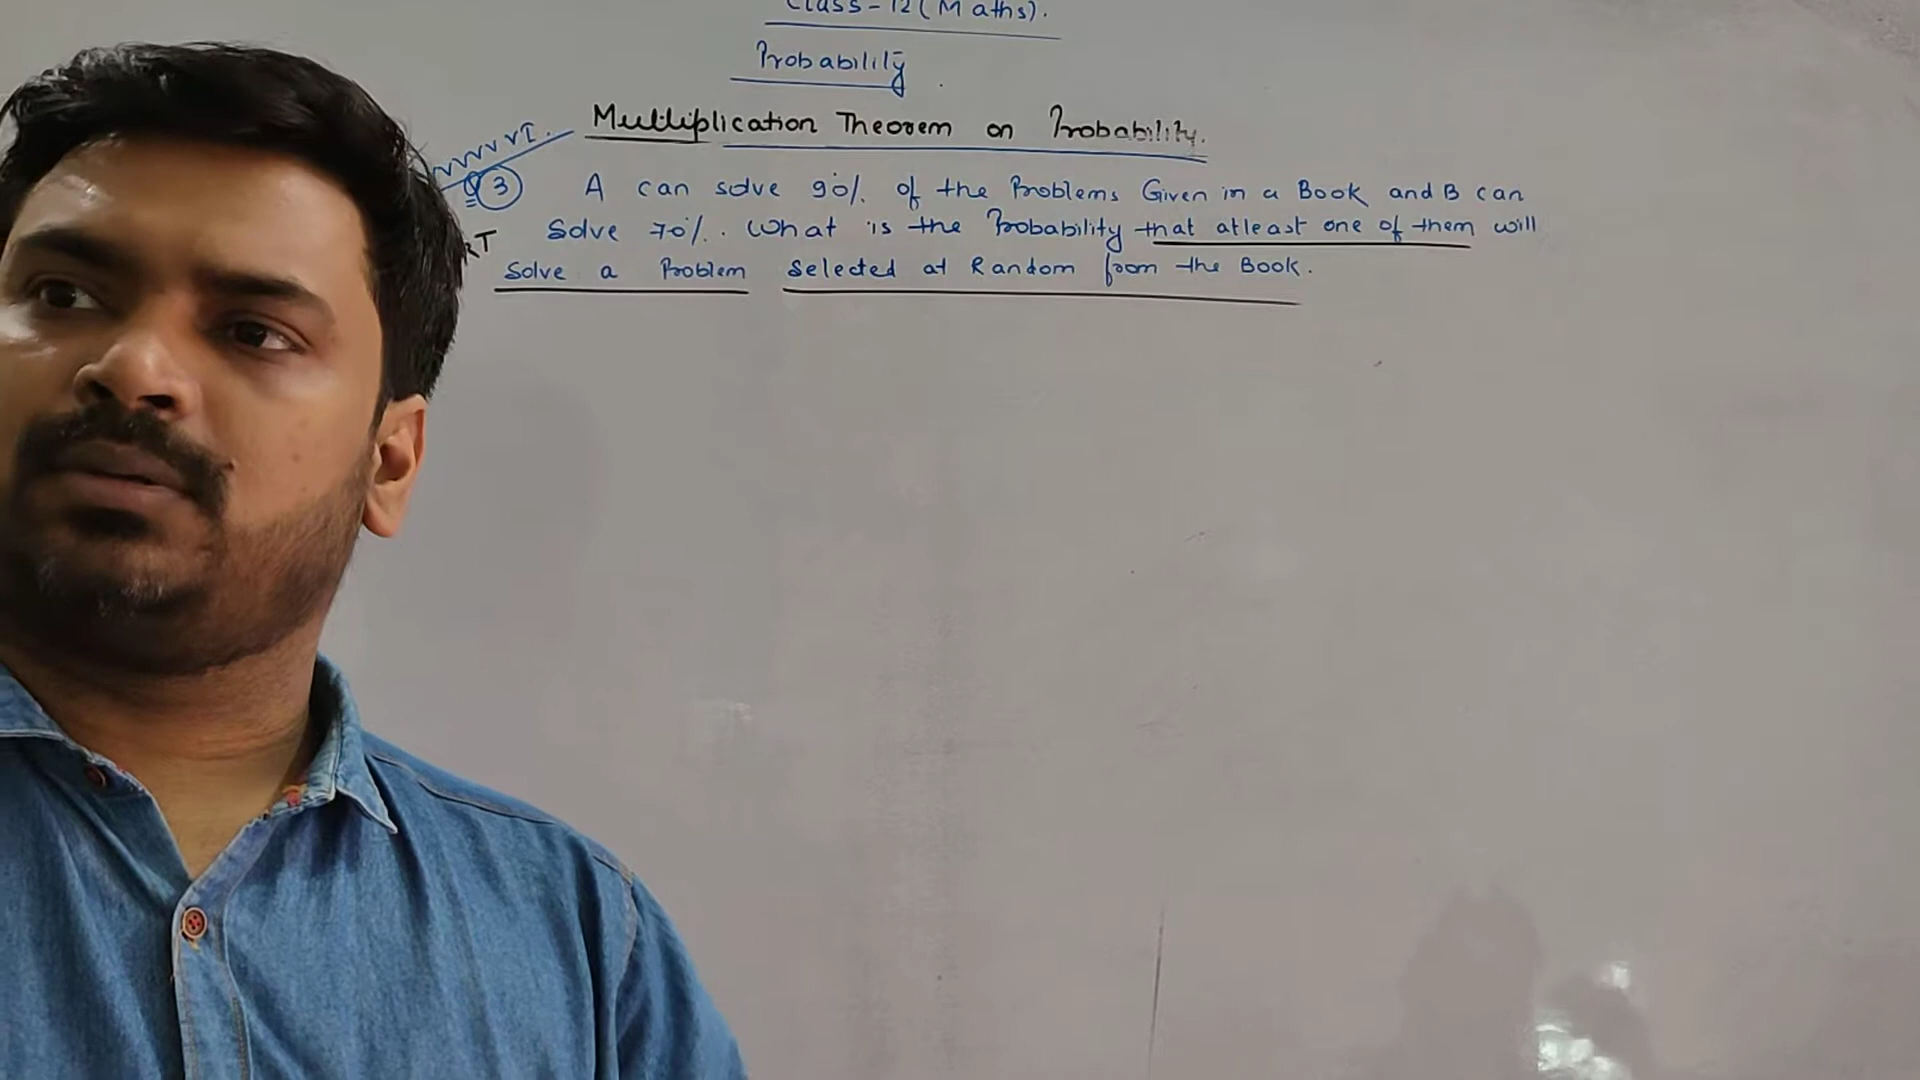 Class-12 (Maths).
Probability
Multiplication Theorem on Probability.
vvvv VI.
Q 3 A can solve 90% of the Problems Given in a Book and B can
Solve 70%. What is the Probability that atleast one of them will
Solve a Problem Selected at Random from the Book.